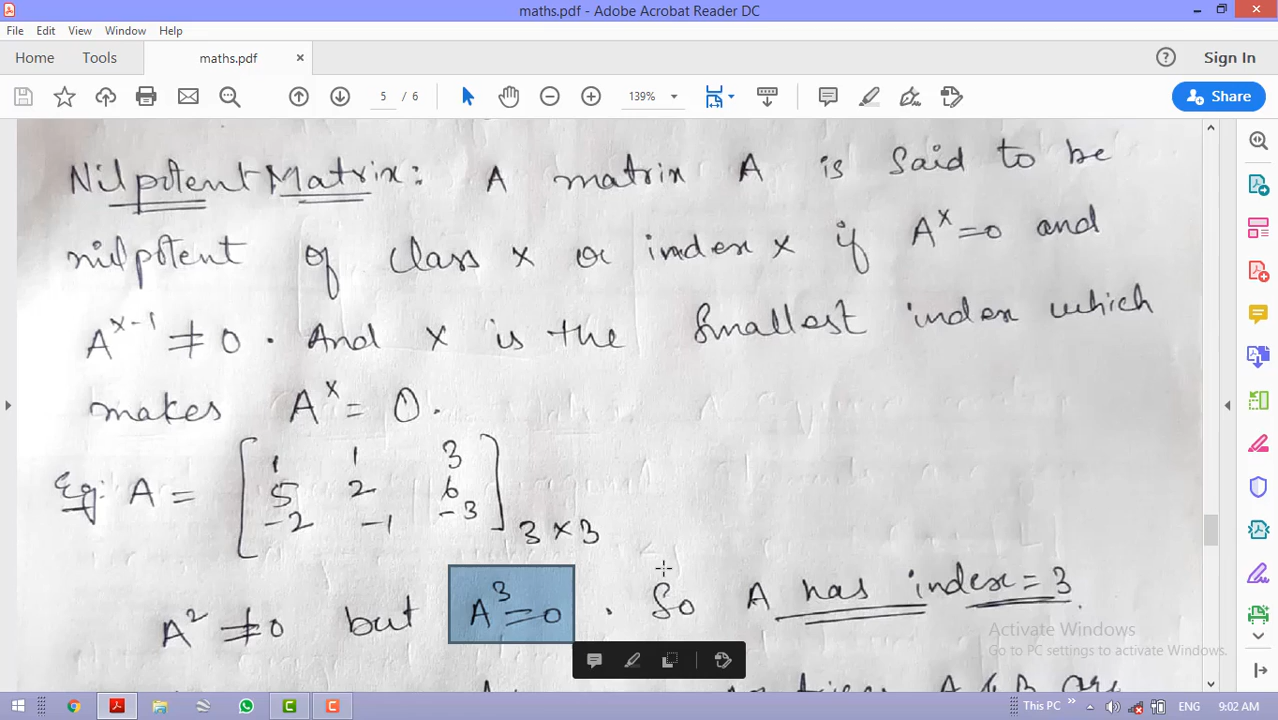 maths.pdf - Adobe Acrobat Reader DC
File Edit View Window Help
Home Tools maths.pdf × Sign In
5 / 6 139% Share
Nilpotent Matrix: A matrix A is said to be
nilpotent of class x or index x if Aˣ=0 and
Aˣ⁻¹ ≠ 0. And x is the smallest index which
makes Aˣ = 0.
Eg: A = [ 1 1 3
5 2 6
-2 -1 -3 ] 3×3
A² ≠ 0 but A³=0. So A has index = 3.
Activate Windows
Go to PC settings to activate Windows.
A & B are
This PC » ENG 9:02 AM